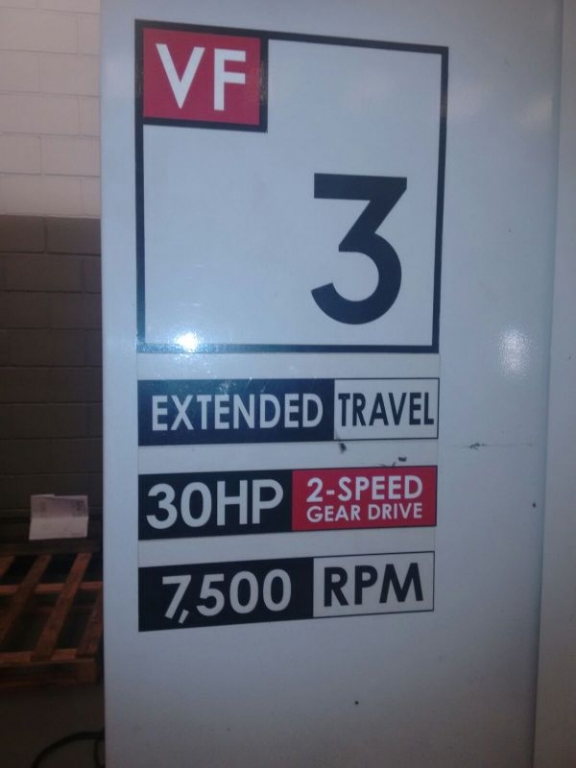 VF
3
EXTENDED TRAVEL
30HP 2-SPEED
GEAR DRIVE
7,500 RPM